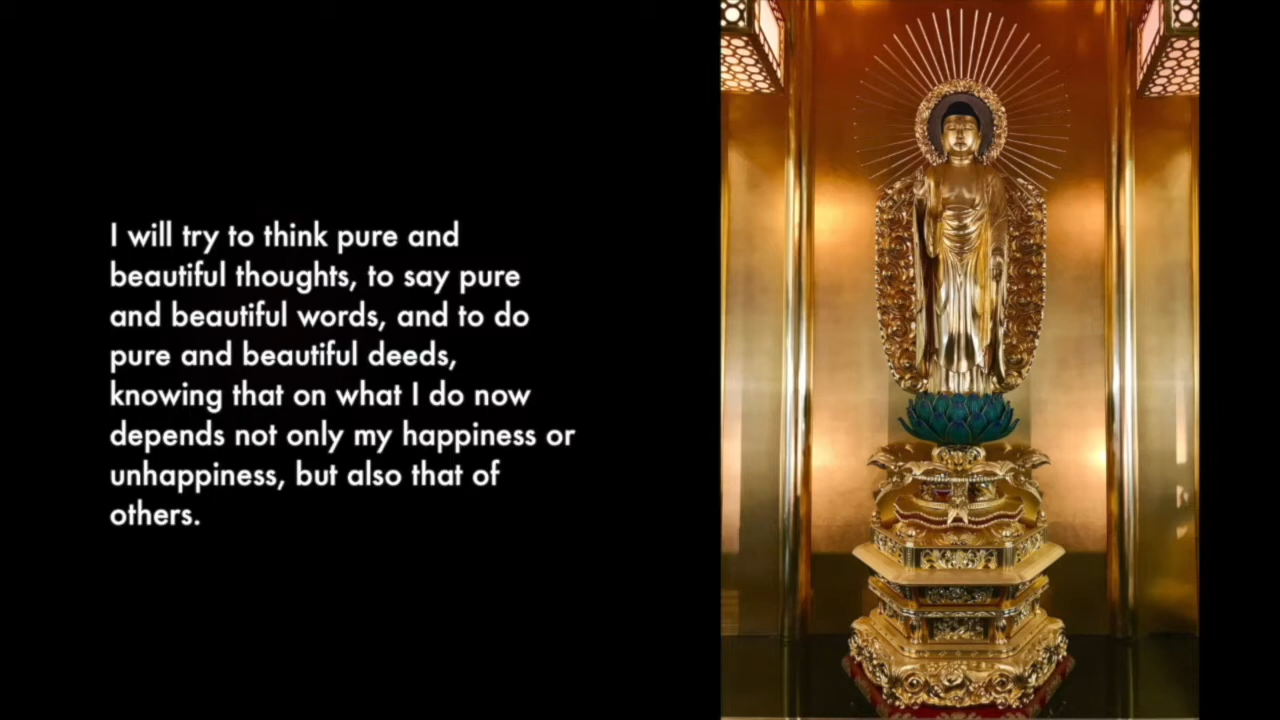 I will try to think pure and
beautiful thoughts, to say pure
and beautiful words, and to do
pure and beautiful deeds,
knowing that on what I do now
depends not only my happiness or
unhappiness, but also that of
others.